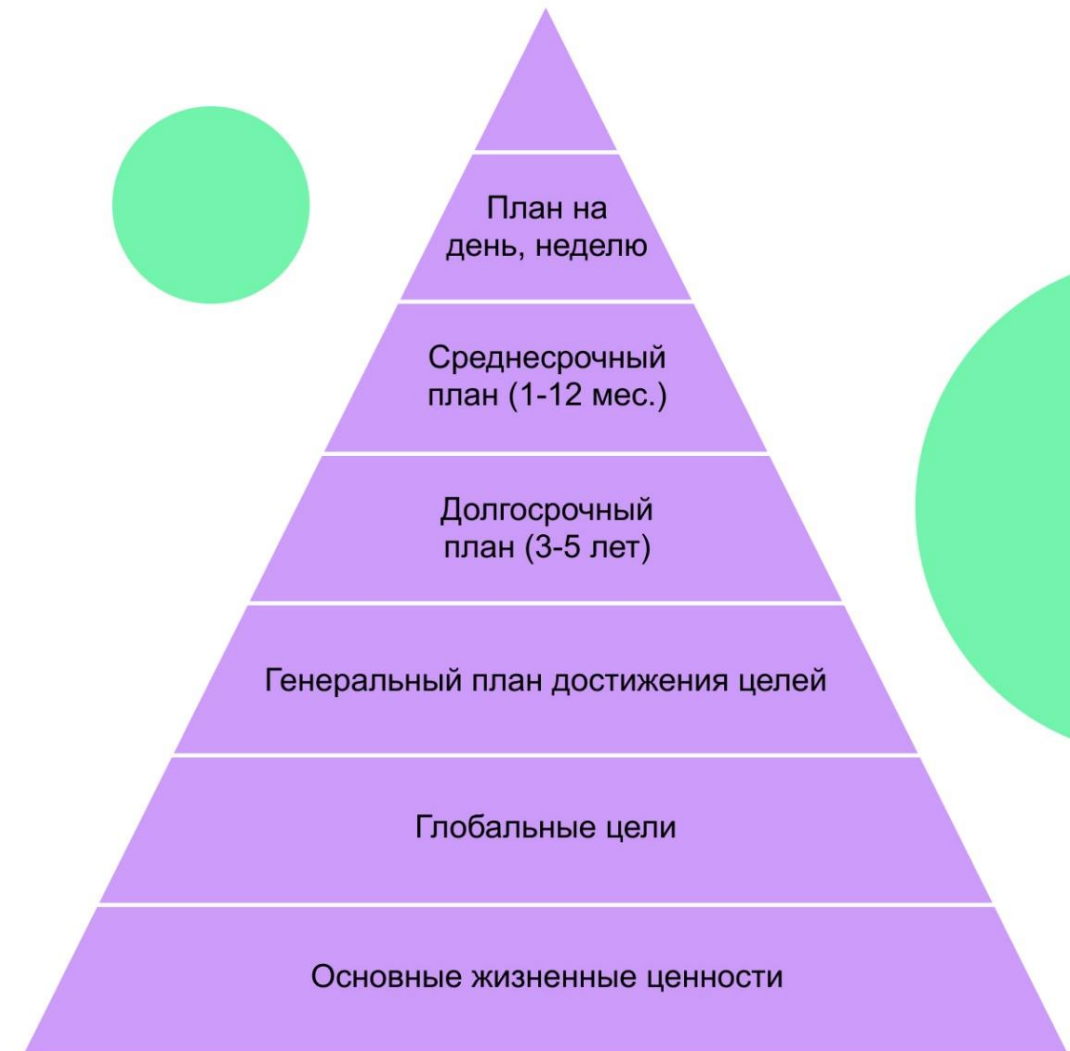 План на
день, неделю
Среднесрочный
план (1-12 мес.)
Долгосрочный
план (3-5 лет)
Генеральный план достижения целей
Глобальные цели
Основные жизненные ценности